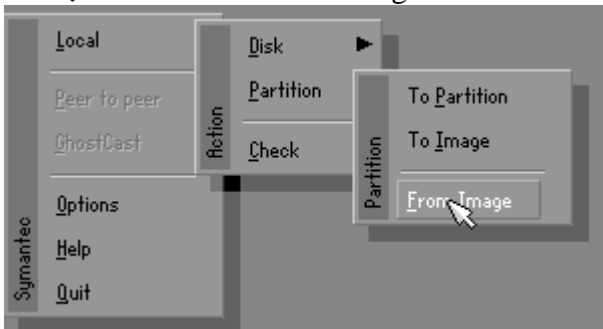 Local
Peer to peer
GhostCast
Options
Help
Quit
Symantec
Disk
Partition
Check
Action
To Partition
To Image
From Image
Partition